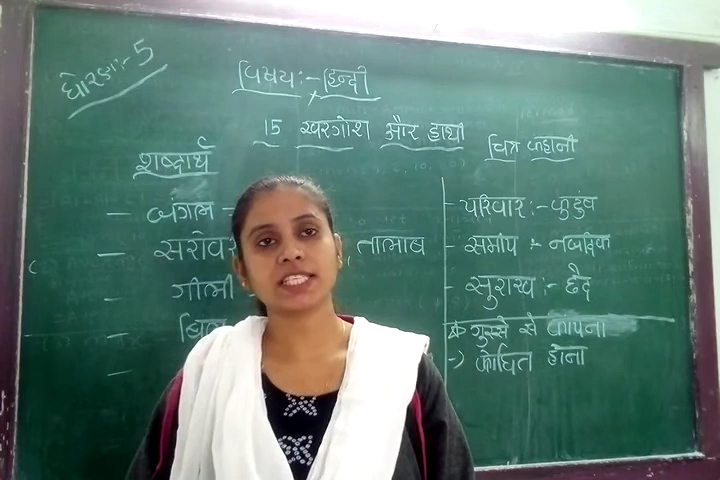 धोरण:- 5
विषय:- हिन्दी
15 खरगोश और हाथी
चित्र कहानी
शब्दार्थ
- जंगल -
- सरोवर , तालाब
- गीली -
- बिल
-
- परिवार:- कुटुंब
- समीप :- नजदिक
- सुराख :- छेद
* गुस्से से कापना
-) क्रोधित होना